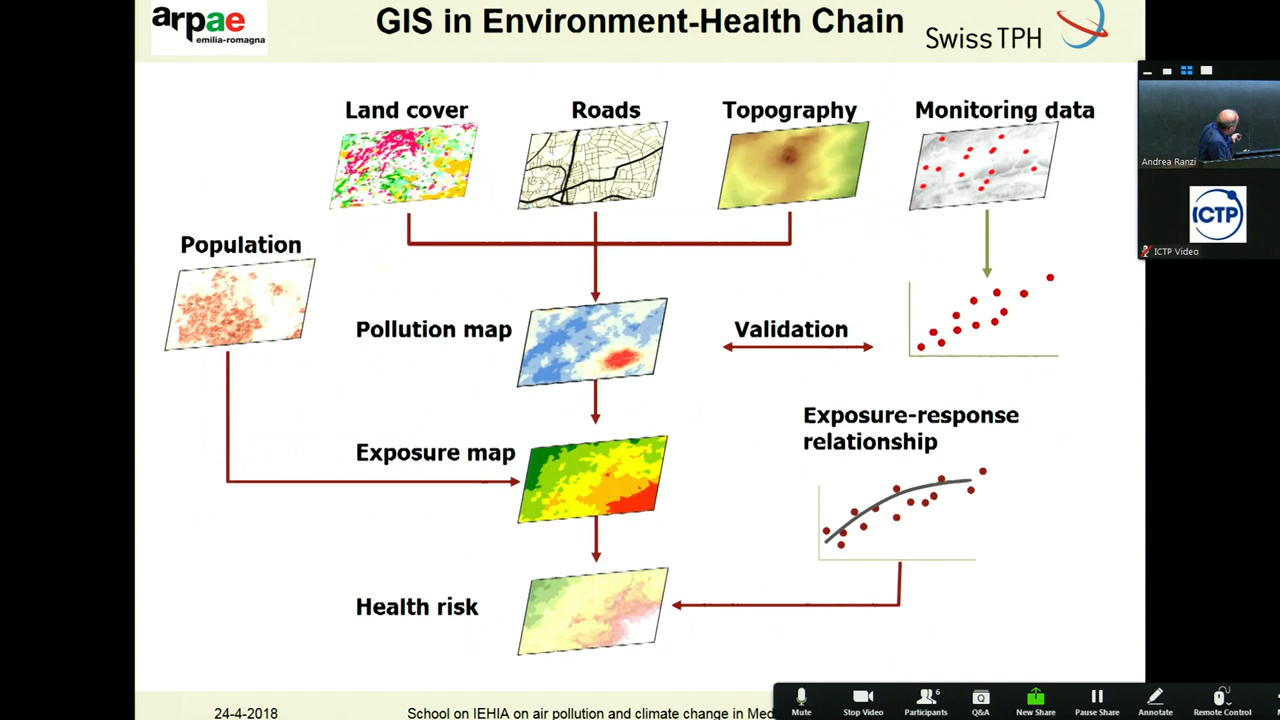 arpae
emilia-romagna
GIS in Environment-Health Chain
Swiss TPH
Land cover
Roads
Topography
Monitoring data
Population
Pollution map
Validation
Exposure-response
relationship
Exposure map
Health risk
24-4-2018
School on IEHIA on air pollution and climate change in Med
Andrea Ranzi
ICTP
ICTP Video
Mute
Stop Video
Participants
6
Q&A
New Share
Pause Share
Annotate
Remote Control